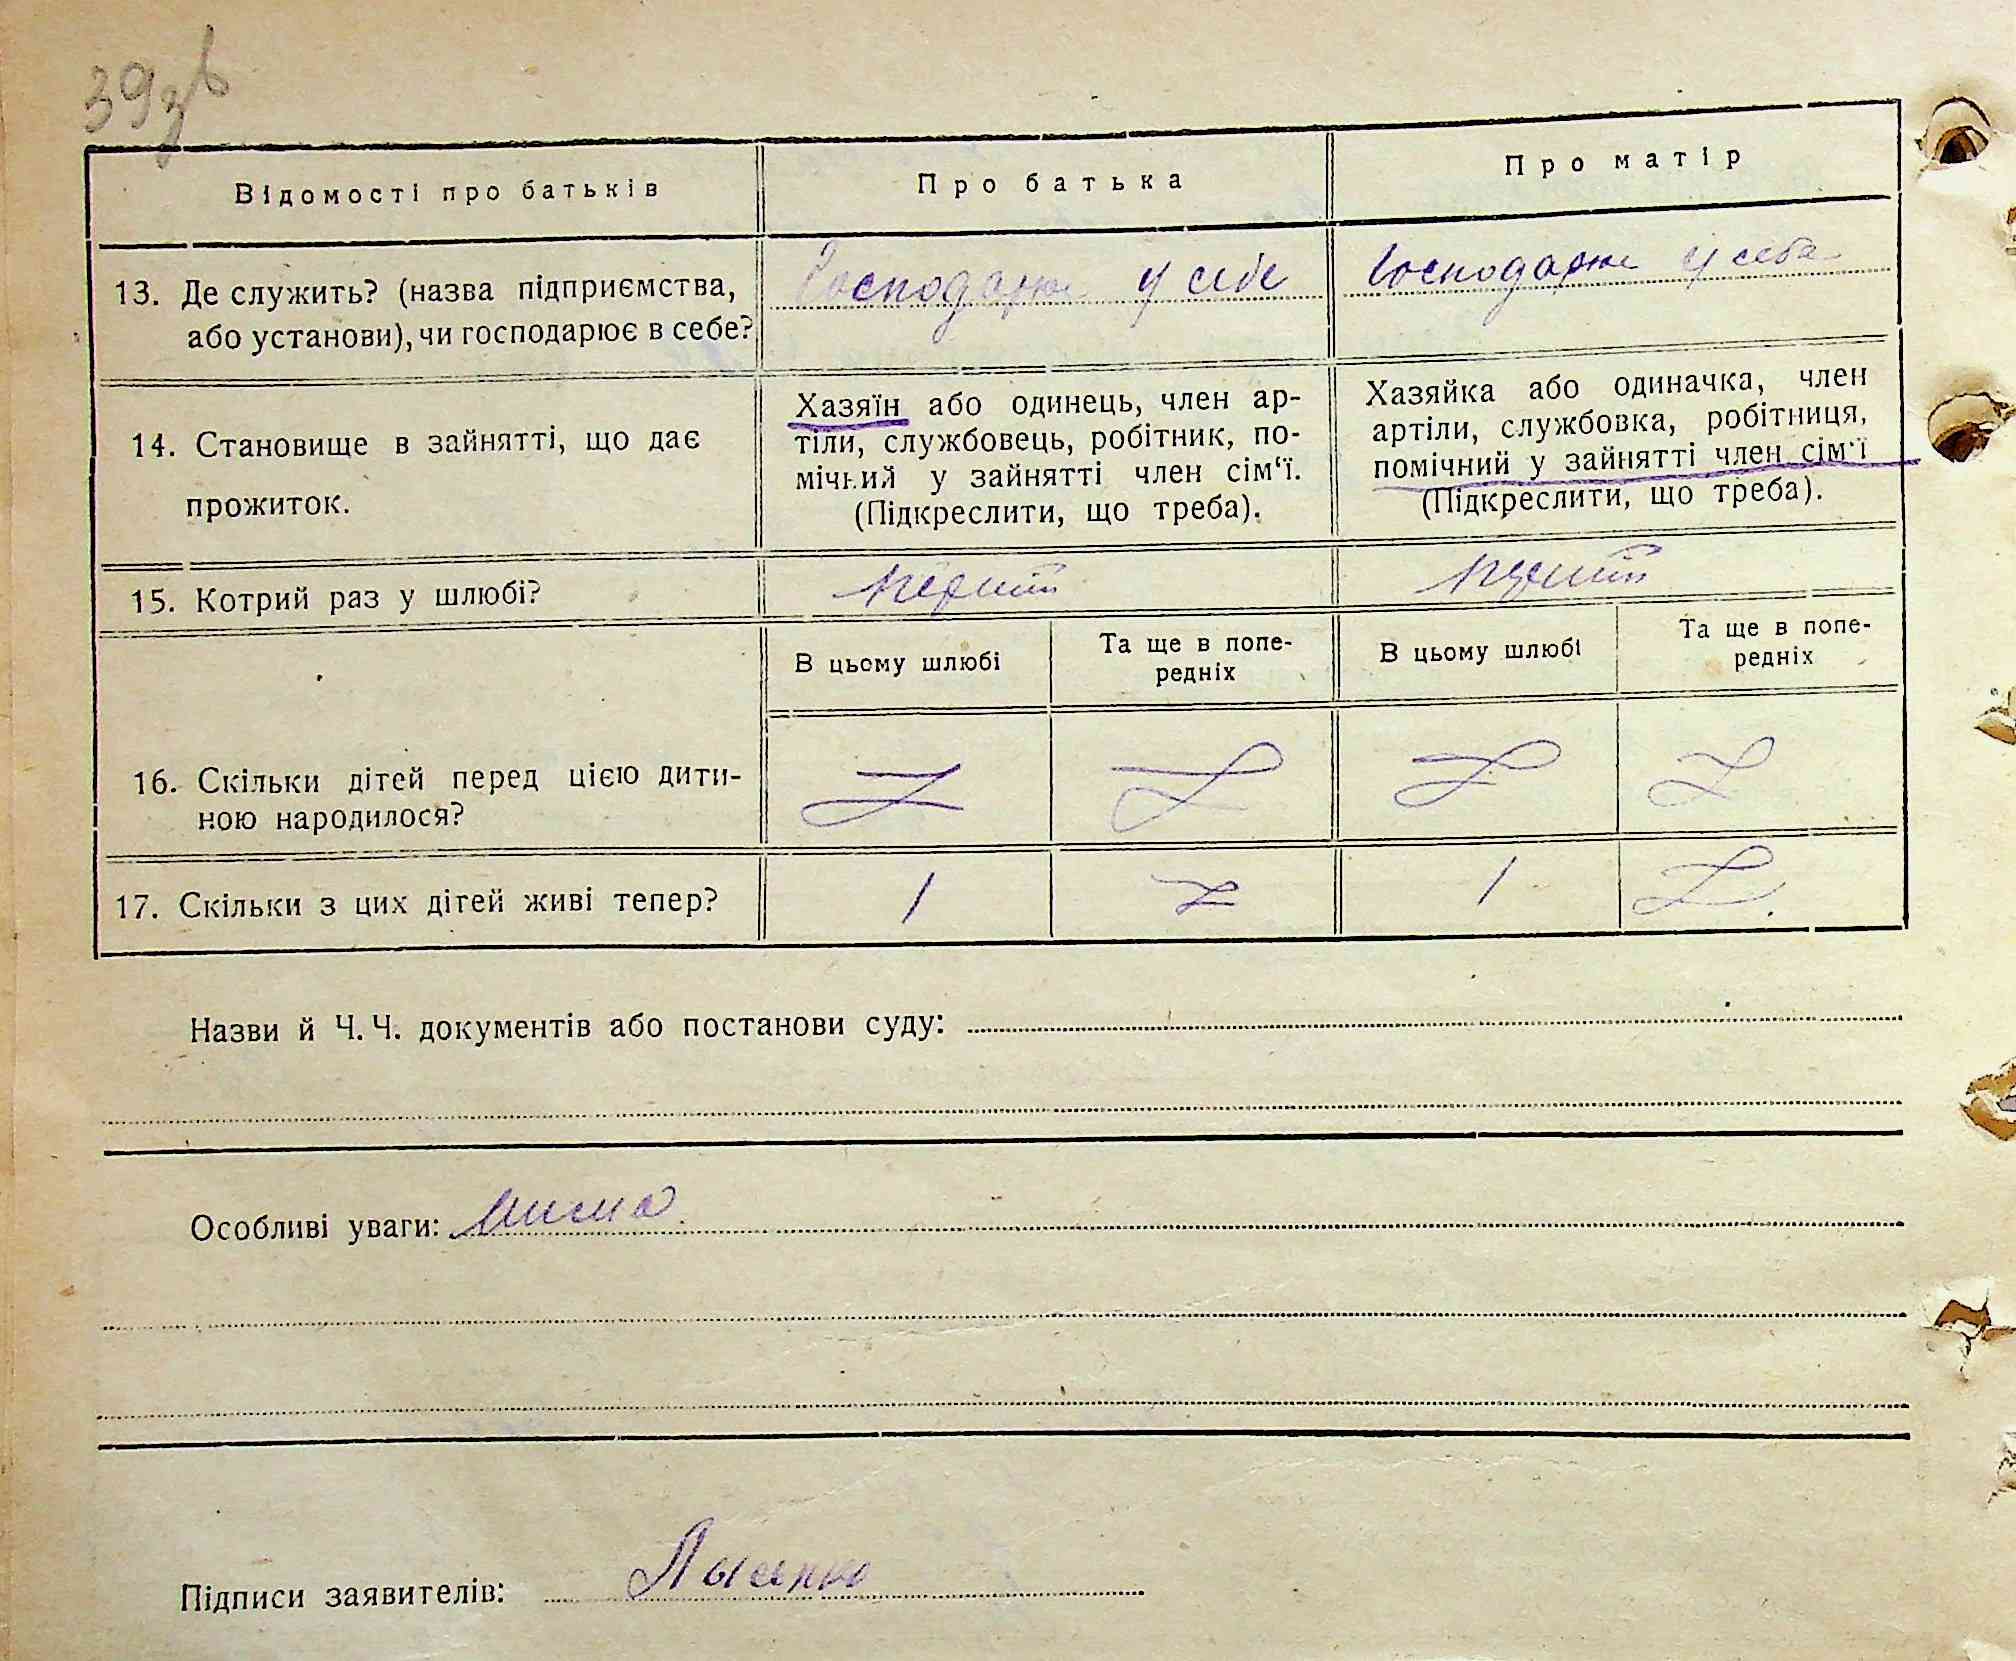 39зв
Відомості про батьків
Про батька
Про матір
13. Де служить? (назва підприємства,
або установи), чи господарює в себе?
Господарює у себе
Господарює у себе
14. Становище в зайнятті, що дає
прожиток.
Хазяїн або одинець, член ар-
тіли, службовець, робітник, по-
мічний у зайнятті член сім‘ї.
(Підкреслити, що треба).
Хазяйка або одиначка, член
артіли, службовка, робітниця,
помічний у зайнятті член сім‘ї
(Підкреслити, що треба).
15. Котрий раз у шлюбі?
перший
перший
В цьому шлюбі
Та ще в попе-
редніх
В цьому шлюбі
Та ще в попе-
редніх
16. Скільки дітей перед цією дити-
ною народилося?
17. Скільки з цих дітей живі тепер?
1
1
Назви й Ч. Ч. документів або постанови суду:
Особливі уваги:
Підписи заявителів: Лысенко